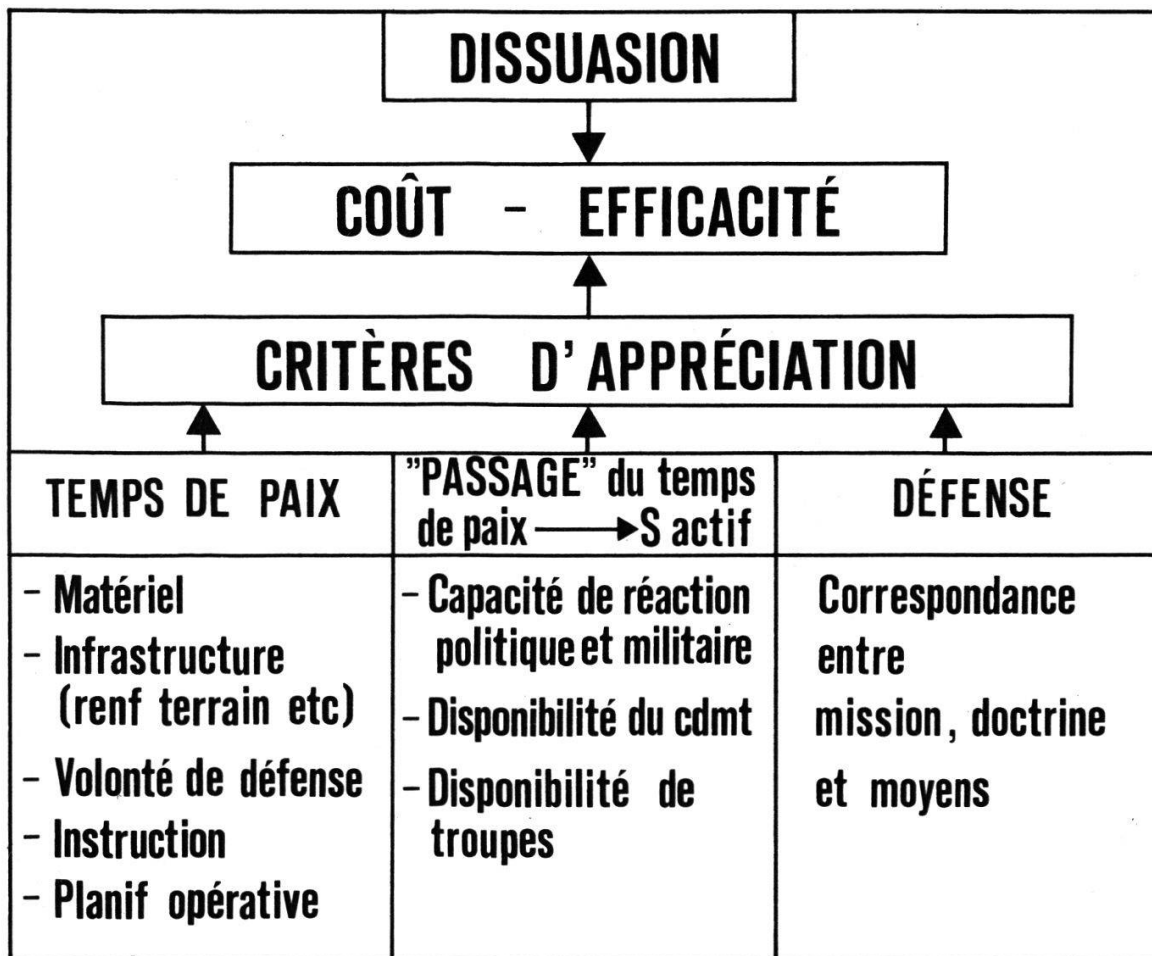 DISSUASION
COÛT - EFFICACITÉ
CRITÈRES D'APPRÉCIATION
TEMPS DE PAIX
"PASSAGE" du temps
de paix → S actif
DÉFENSE
- Matériel
- Infrastructure
(renf terrain etc)
- Volonté de défense
- Instruction
- Planif opérative
- Capacité de réaction
politique et militaire
- Disponibilité du cdmt
- Disponibilité de
troupes
Correspondance
entre
mission, doctrine
et moyens